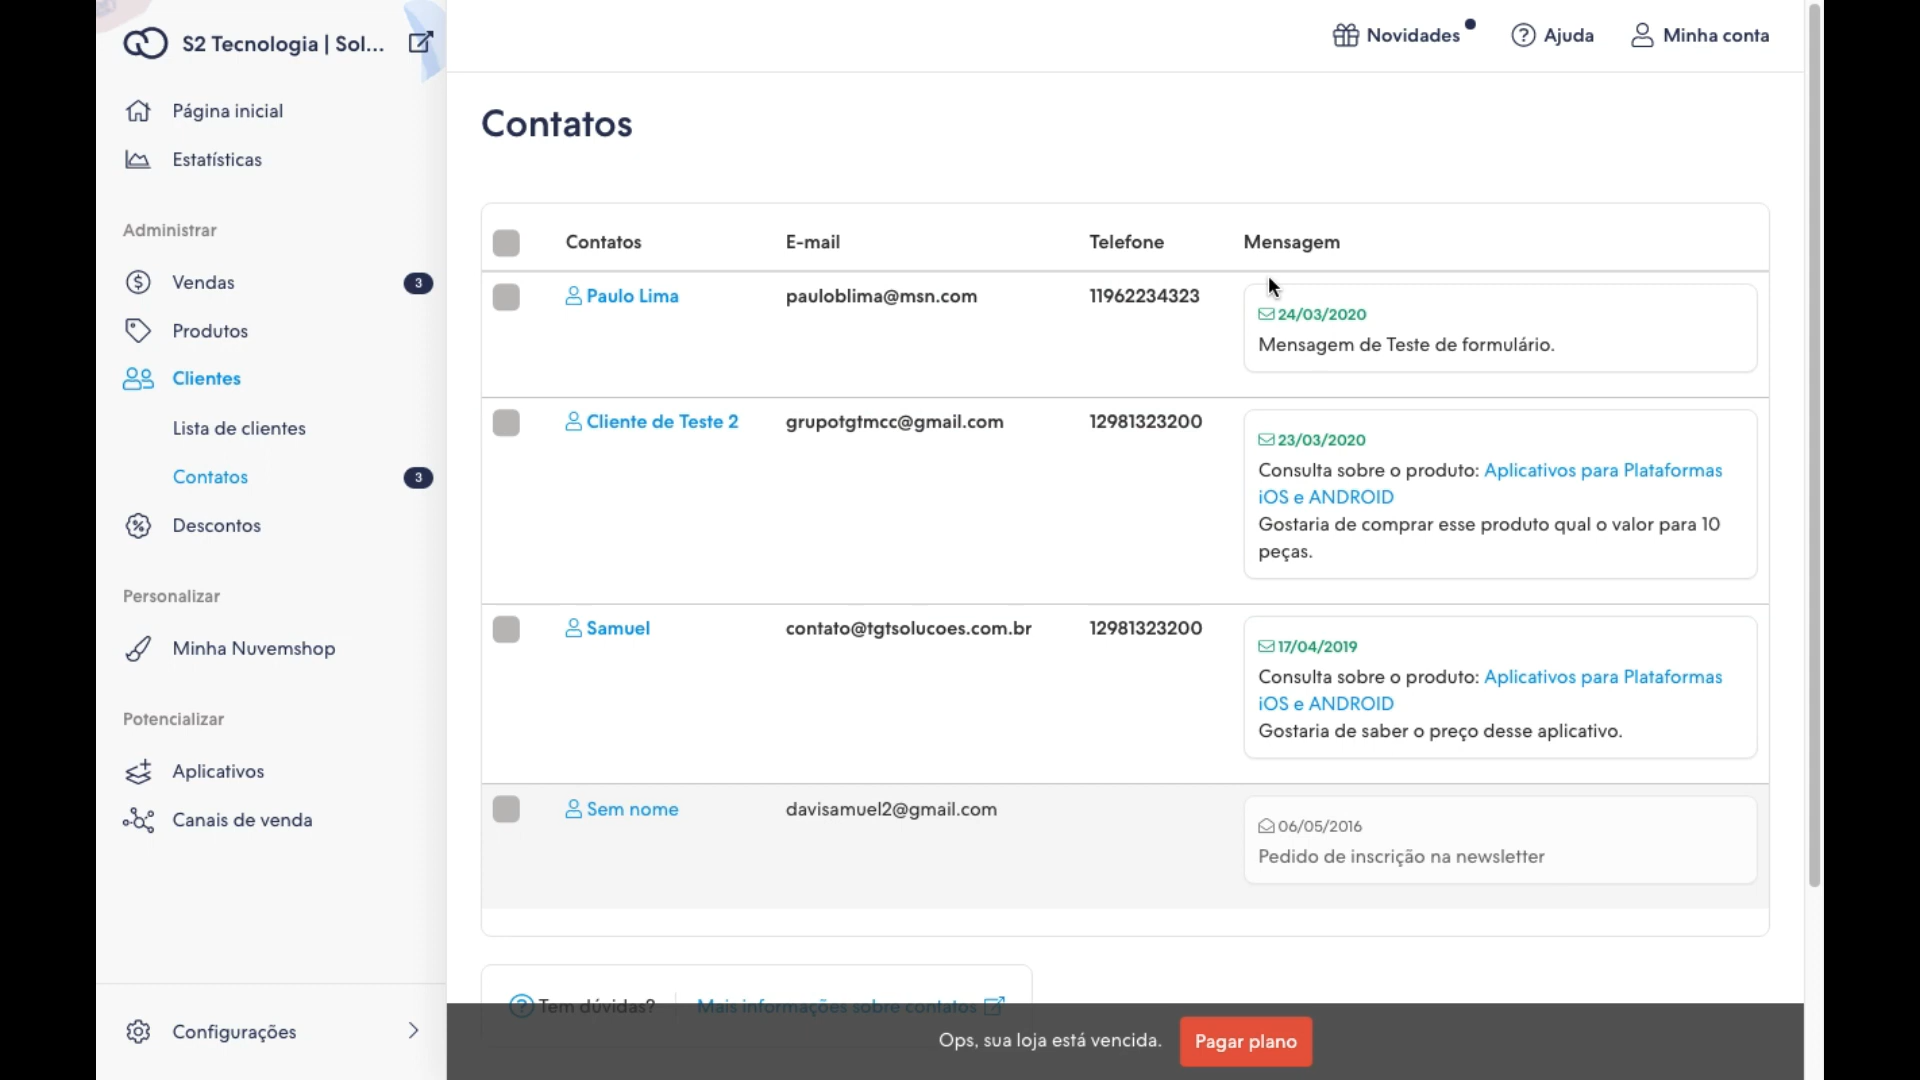 S2 Tecnologia | Sol...
Novidades
Ajuda
Minha conta
Página inicial
Estatísticas
Administrar
Vendas 3
Produtos
Clientes
Lista de clientes
Contatos 3
Descontos
Personalizar
Minha Nuvemshop
Potencializar
Aplicativos
Canais de venda
Configurações
Contatos
Contatos E-mail Telefone Mensagem
Paulo Lima pauloblima@msn.com 11962234323
24/03/2020
Mensagem de Teste de formulário.
Cliente de Teste 2 grupotgtmcc@gmail.com 12981323200
23/03/2020
Consulta sobre o produto: Aplicativos para Plataformas
iOS e ANDROID
Gostaria de comprar esse produto qual o valor para 10
peças.
Samuel contato@tgtsolucoes.com.br 12981323200
17/04/2019
Consulta sobre o produto: Aplicativos para Plataformas
iOS e ANDROID
Gostaria de saber o preço desse aplicativo.
Sem nome davisamuel2@gmail.com
06/05/2016
Pedido de inscrição na newsletter
Tem dúvidas? Mais informações sobre contatos
Ops, sua loja está vencida. Pagar plano